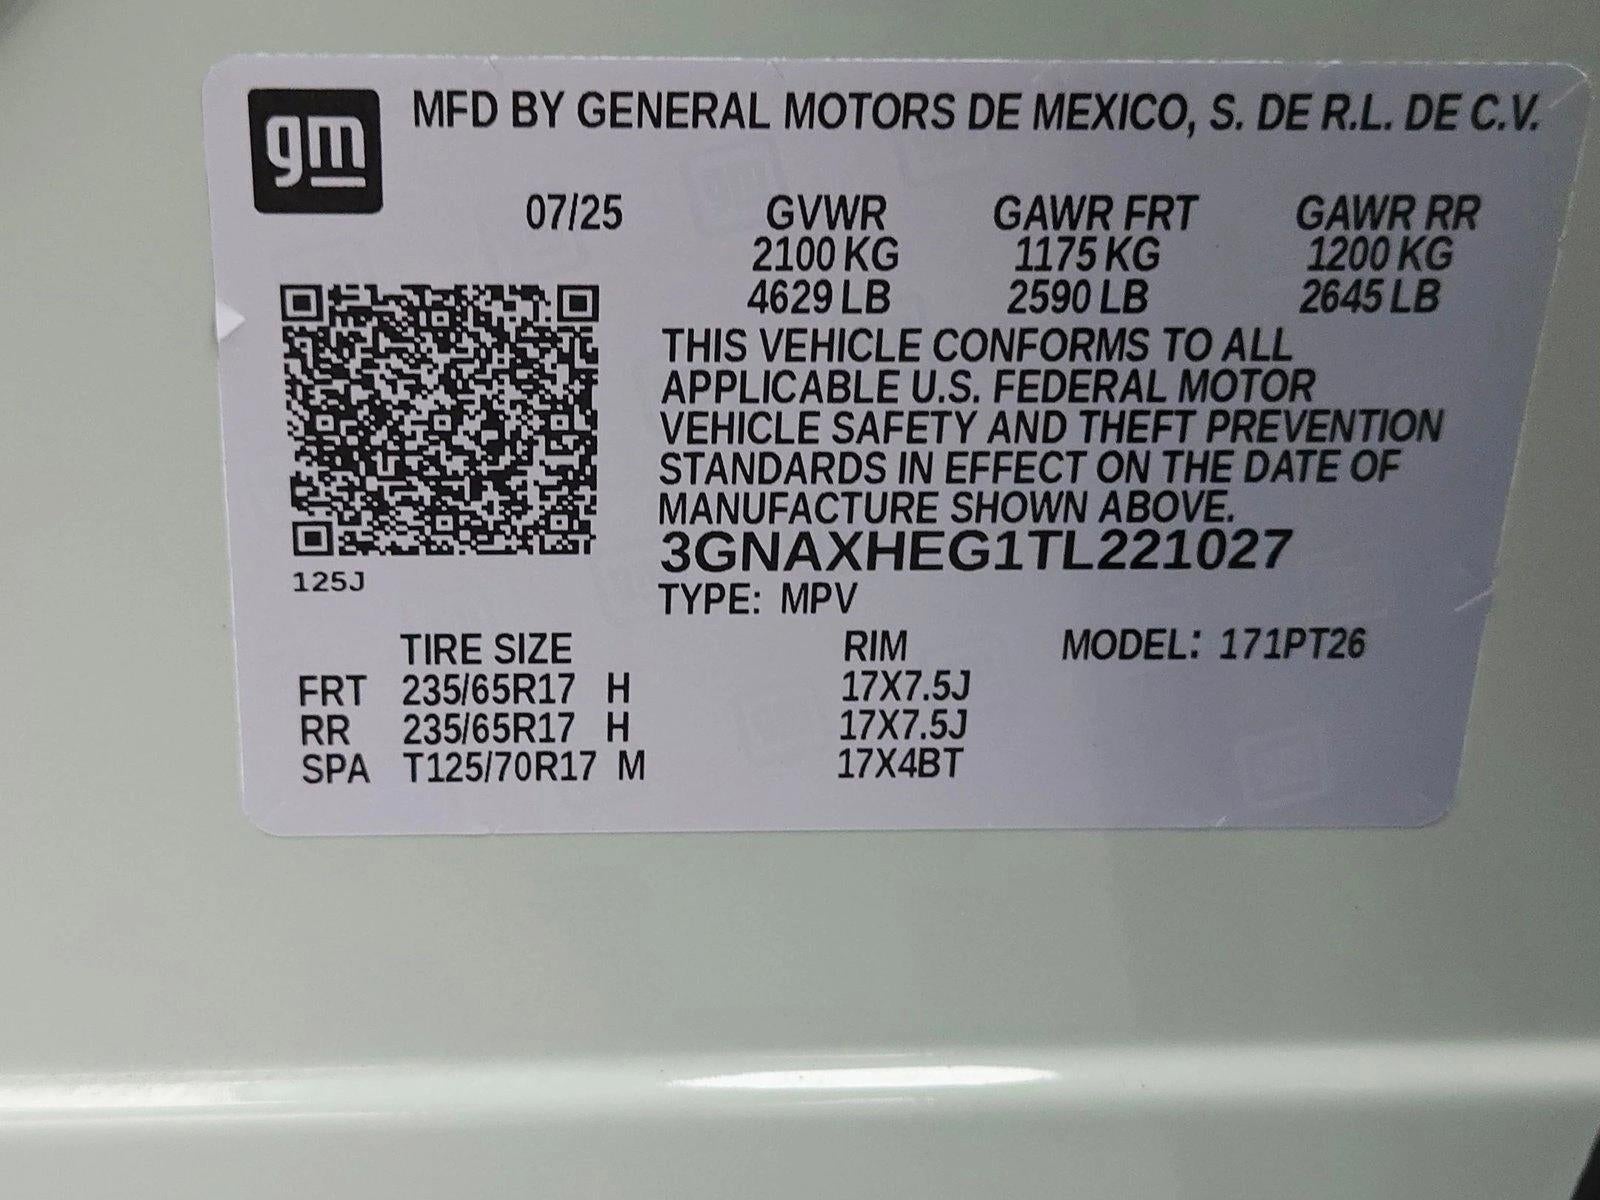 gm
MFD BY GENERAL MOTORS DE MEXICO, S. DE R.L. DE C.V.
07/25 GVWR GAWR FRT GAWR RR
2100 KG 1175 KG 1200 KG
4629 LB 2590 LB 2645 LB
THIS VEHICLE CONFORMS TO ALL
APPLICABLE U.S. FEDERAL MOTOR
VEHICLE SAFETY AND THEFT PREVENTION
STANDARDS IN EFFECT ON THE DATE OF
MANUFACTURE SHOWN ABOVE.
3GNAXHEG1TL221027
125J
TYPE: MPV
TIRE SIZE RIM MODEL: 171PT26
FRT 235/65R17 H 17X7.5J
RR 235/65R17 H 17X7.5J
SPA T125/70R17 M 17X4BT